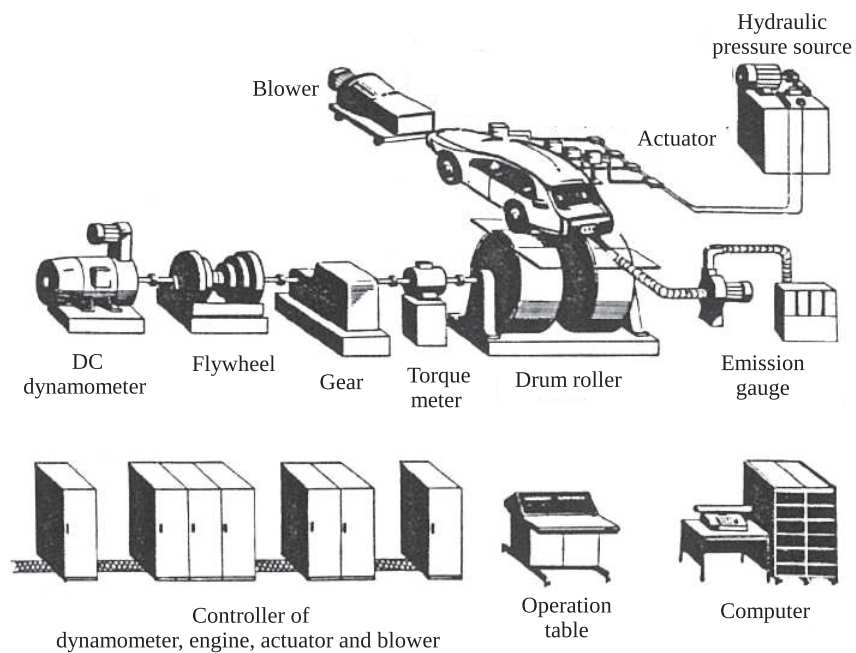 Hydraulic
pressure source
Blower
Actuator
DC
dynamometer
Flywheel
Gear
Torque
meter
Drum roller
Emission
gauge
Controller of
dynamometer, engine, actuator and blower
Operation
table
Computer